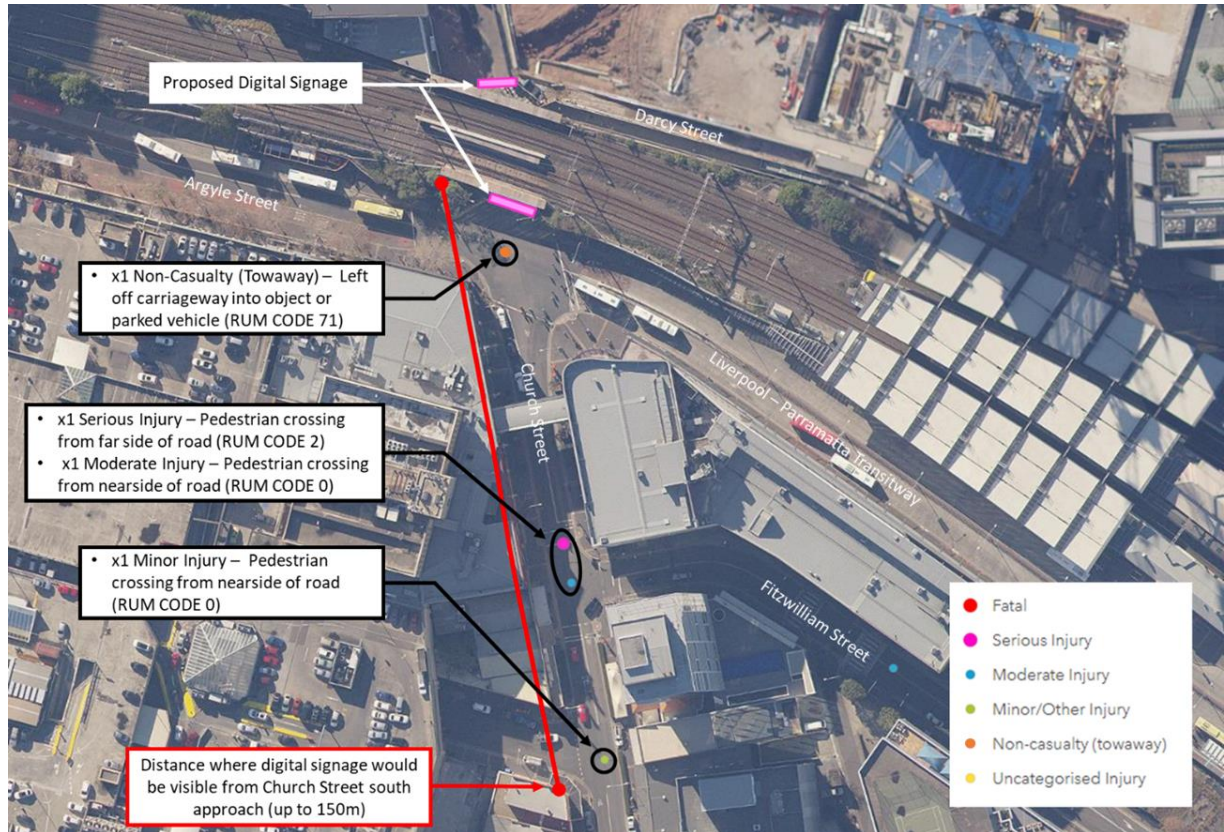 Proposed Digital Signage
Darcy Street
Argyle Street
• x1 Non-Casualty (Towaway) – Left
off carriageway into object or
parked vehicle (RUM CODE 71)
Church Street
Liverpool – Parramatta Transitway
• x1 Serious Injury – Pedestrian crossing
from far side of road (RUM CODE 2)
• x1 Moderate Injury – Pedestrian crossing
from nearside of road (RUM CODE 0)
• x1 Minor Injury – Pedestrian
crossing from nearside of road
(RUM CODE 0)
Fitzwilliam Street
Fatal
Serious Injury
Moderate Injury
Minor/Other Injury
Non-casualty (towaway)
Uncategorised Injury
Distance where digital signage would
be visible from Church Street south
approach (up to 150m)